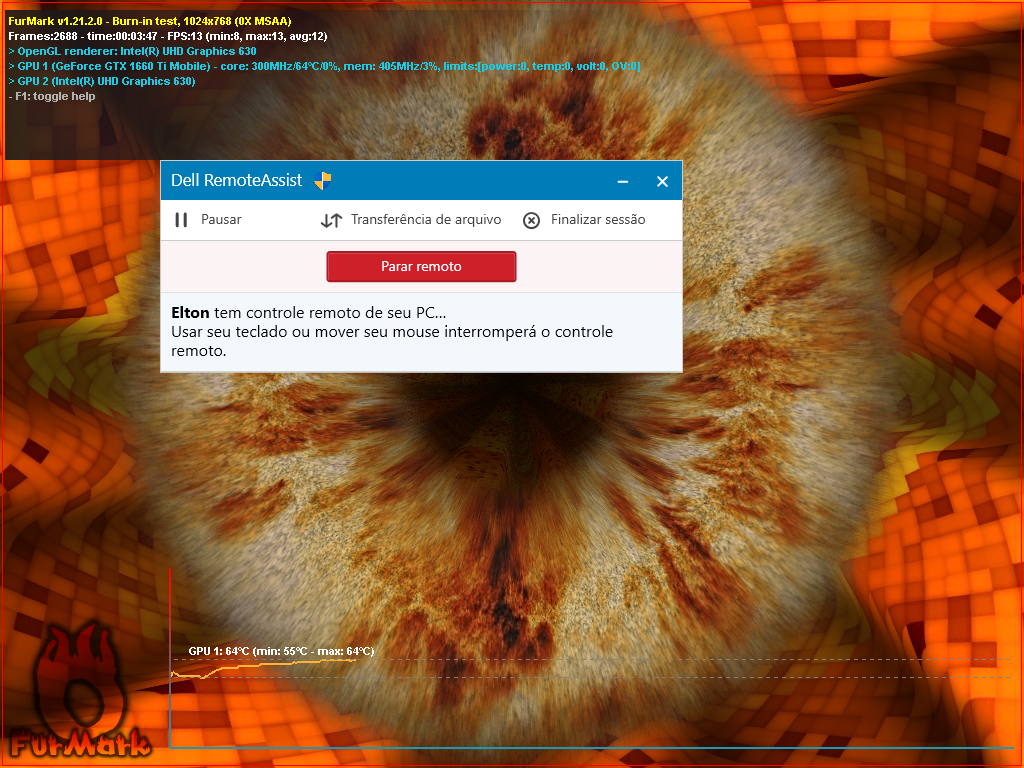 FurMark v1.21.2.0 - Burn-in test, 1024x768 (0X MSAA)
Frames:2688 - time:00:03:47 - FPS:13 (min:8, max:13, avg:12)
> OpenGL renderer: Intel(R) UHD Graphics 630
> GPU 1 (GeForce GTX 1660 Ti Mobile) - core: 300MHz/64°C/0%, mem: 405MHz/3%, limits:[power:0, temp:0, volt:0, OV:0]
> GPU 2 (Intel(R) UHD Graphics 630)
- F1: toggle help
Dell RemoteAssist
Pausar Transferência de arquivo Finalizar sessão
Parar remoto
Elton tem controle remoto de seu PC...
Usar seu teclado ou mover seu mouse interromperá o controle
remoto.
GPU 1: 64°C (min: 55°C - max: 64°C)
FurMark